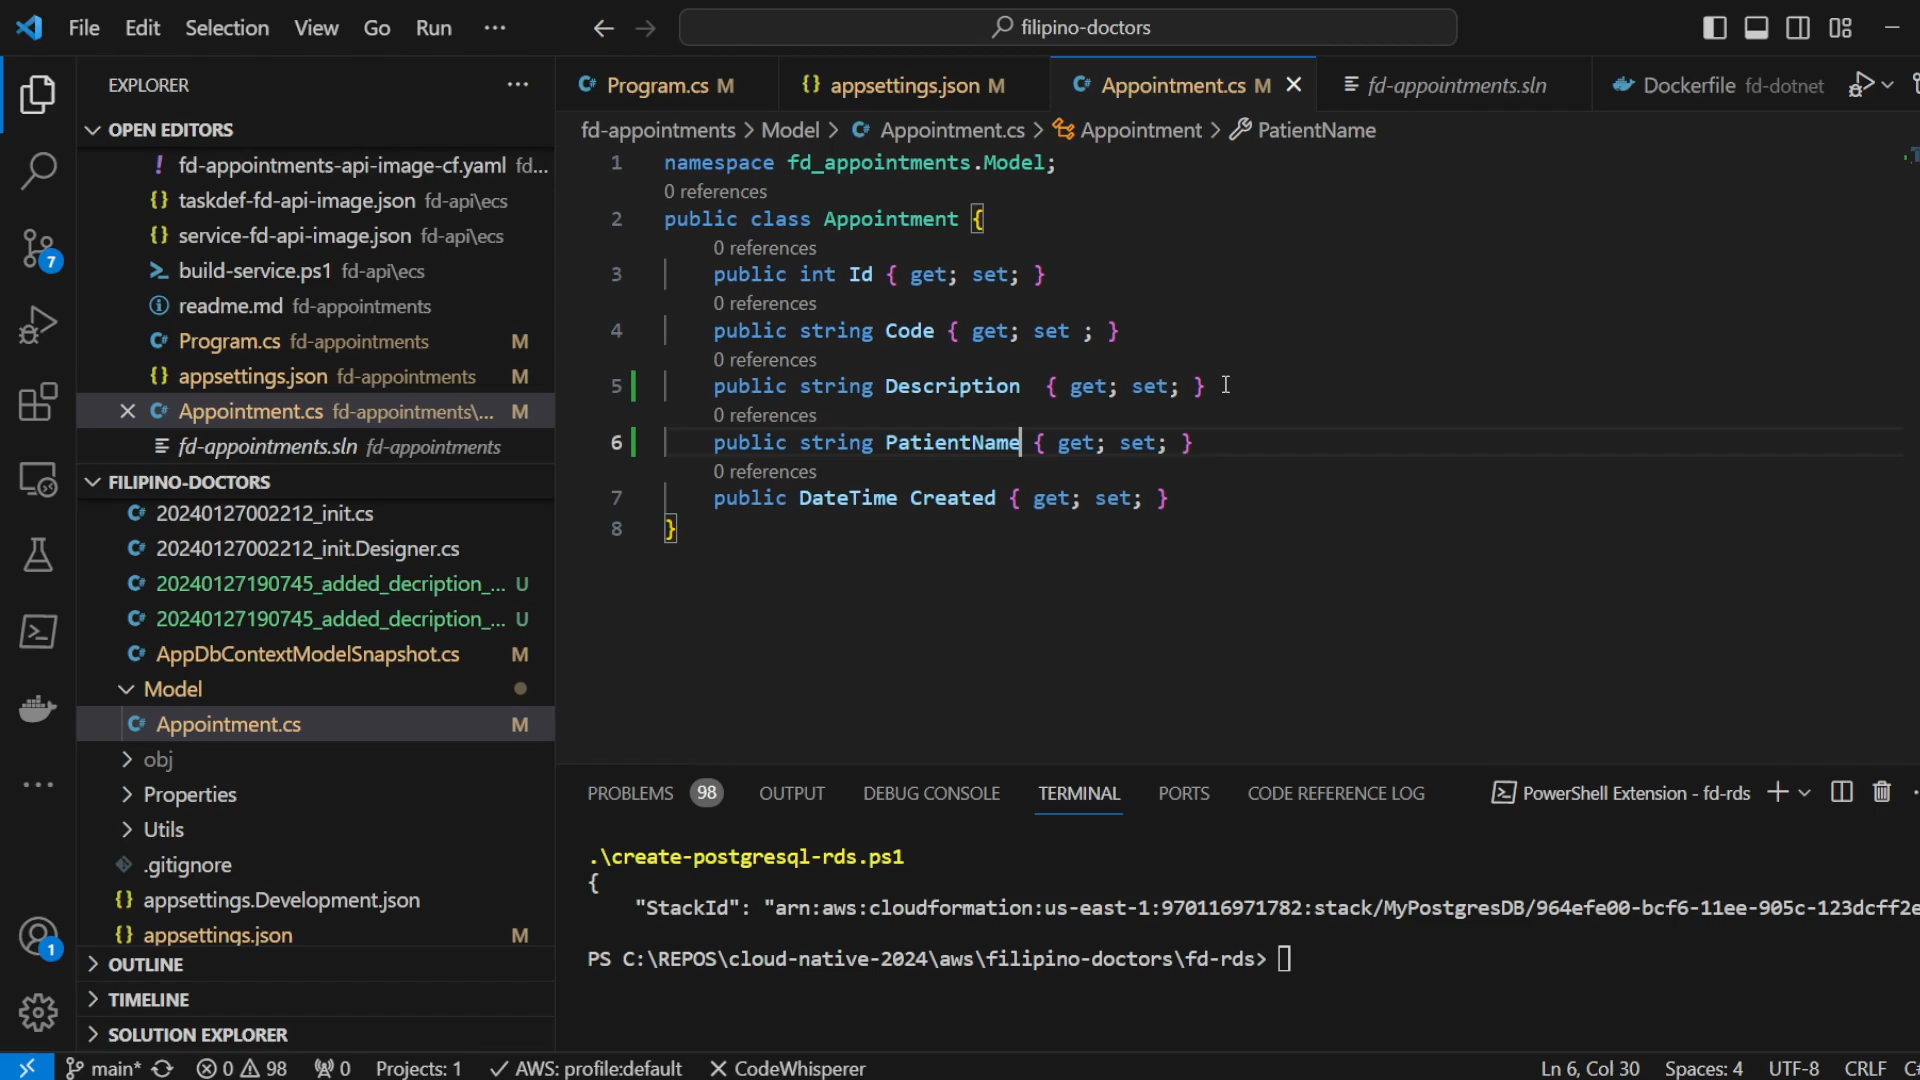 File Edit Selection View Go Run ···
filipino-doctors
EXPLORER ···
OPEN EDITORS
! fd-appointments-api-image-cf.yaml fd...
{} taskdef-fd-api-image.json fd-api\ecs
{} service-fd-api-image.json fd-api\ecs
build-service.ps1 fd-api\ecs
readme.md fd-appointments
C# Program.cs fd-appointments M
{} appsettings.json fd-appointments M
C# Appointment.cs fd-appointments\... M
fd-appointments.sln fd-appointments
FILIPINO-DOCTORS
C# 20240127002212_init.cs
C# 20240127002212_init.Designer.cs
C# 20240127190745_added_decription_... U
C# 20240127190745_added_decription_... U
C# AppDbContextModelSnapshot.cs M
Model
C# Appointment.cs M
obj
Properties
Utils
.gitignore
{} appsettings.Development.json
{} appsettings.json M
OUTLINE
TIMELINE
SOLUTION EXPLORER
7
1
C# Program.cs M
{} appsettings.json M
C# Appointment.cs M
fd-appointments.sln
Dockerfile fd-dotnet
fd-appointments > Model > C# Appointment.cs > Appointment > PatientName
1 namespace fd_appointments.Model;
0 references
2 public class Appointment {
0 references
3 public int Id { get; set; }
0 references
4 public string Code { get; set ; }
0 references
5 public string Description  { get; set; }
0 references
6 public string PatientName { get; set; }
0 references
7 public DateTime Created { get; set; }
8 }
PROBLEMS 98 OUTPUT DEBUG CONSOLE TERMINAL PORTS CODE REFERENCE LOG PowerShell Extension - fd-rds
.\create-postgresql-rds.ps1
{
"StackId": "arn:aws:cloudformation:us-east-1:970116971782:stack/MyPostgresDB/964efe00-bcf6-11ee-905c-123dcff2e
PS C:\REPOS\cloud-native-2024\aws\filipino-doctors\fd-rds>
main* 0 98 0 Projects: 1 AWS: profile:default CodeWhisperer Ln 6, Col 30 Spaces: 4 UTF-8 CRLF